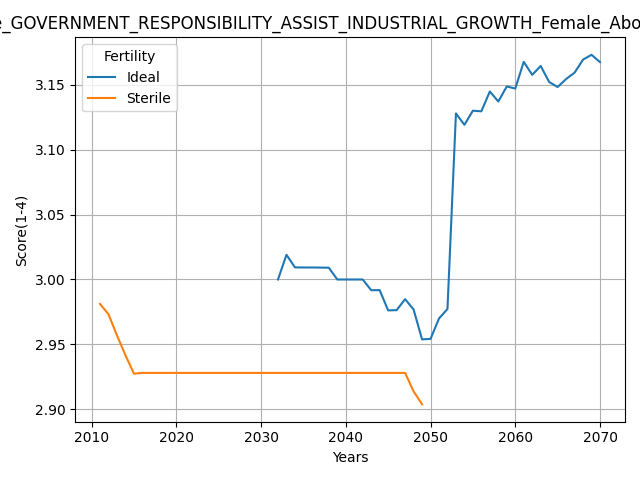 _GOVERNMENT_RESPONSIBILITY_ASSIST_INDUSTRIAL_GROWTH_Female_Abo
Fertility
Ideal
Sterile
3.15
3.10
3.05
3.00
2.95
2.90
Score(1-4)
2010 2020 2030 2040 2050 2060 2070
Years